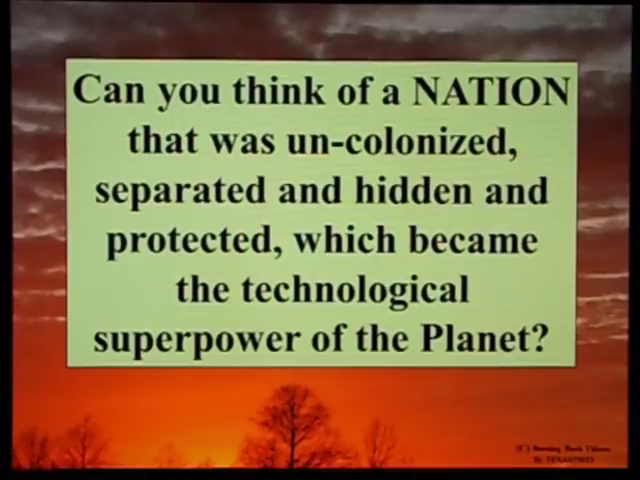 Can you think of a NATION
that was un-colonized,
separated and hidden and
protected, which became
the technological
superpower of the Planet?